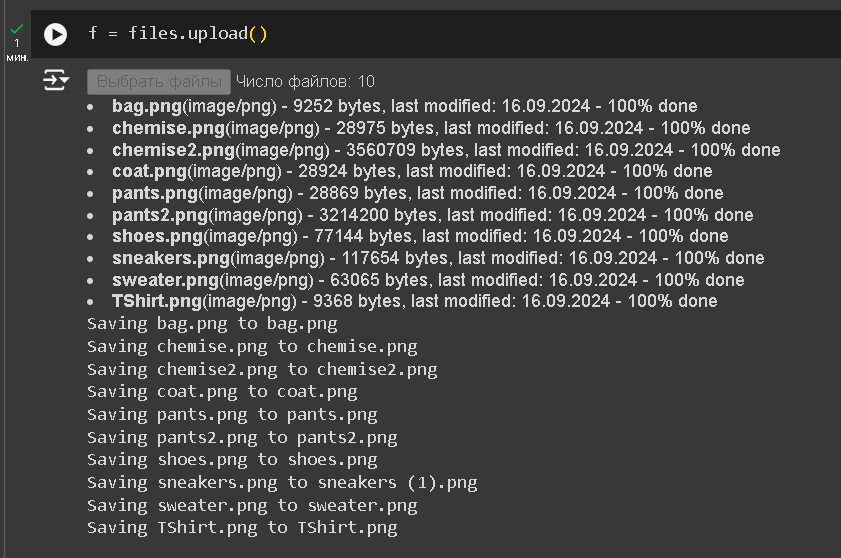 f = files.upload()
1
мин.
Выбрать файлы Число файлов: 10
• bag.png(image/png) - 9252 bytes, last modified: 16.09.2024 - 100% done
• chemise.png(image/png) - 28975 bytes, last modified: 16.09.2024 - 100% done
• chemise2.png(image/png) - 3560709 bytes, last modified: 16.09.2024 - 100% done
• coat.png(image/png) - 28924 bytes, last modified: 16.09.2024 - 100% done
• pants.png(image/png) - 28869 bytes, last modified: 16.09.2024 - 100% done
• pants2.png(image/png) - 3214200 bytes, last modified: 16.09.2024 - 100% done
• shoes.png(image/png) - 77144 bytes, last modified: 16.09.2024 - 100% done
• sneakers.png(image/png) - 117654 bytes, last modified: 16.09.2024 - 100% done
• sweater.png(image/png) - 63065 bytes, last modified: 16.09.2024 - 100% done
• TShirt.png(image/png) - 9368 bytes, last modified: 16.09.2024 - 100% done
Saving bag.png to bag.png
Saving chemise.png to chemise.png
Saving chemise2.png to chemise2.png
Saving coat.png to coat.png
Saving pants.png to pants.png
Saving pants2.png to pants2.png
Saving shoes.png to shoes.png
Saving sneakers.png to sneakers (1).png
Saving sweater.png to sweater.png
Saving TShirt.png to TShirt.png